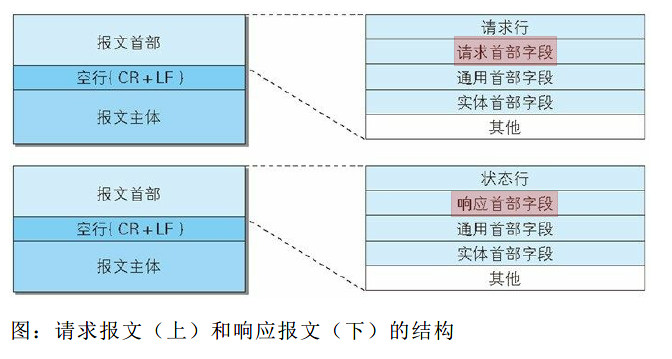 报文首部
空行{ CR+LF }
报文主体
请求行
请求首部字段
通用首部字段
实体首部字段
其他
报文首部
空行{ CR+LF }
报文主体
状态行
响应首部字段
通用首部字段
实体首部字段
其他
图：请求报文（上）和响应报文（下）的结构